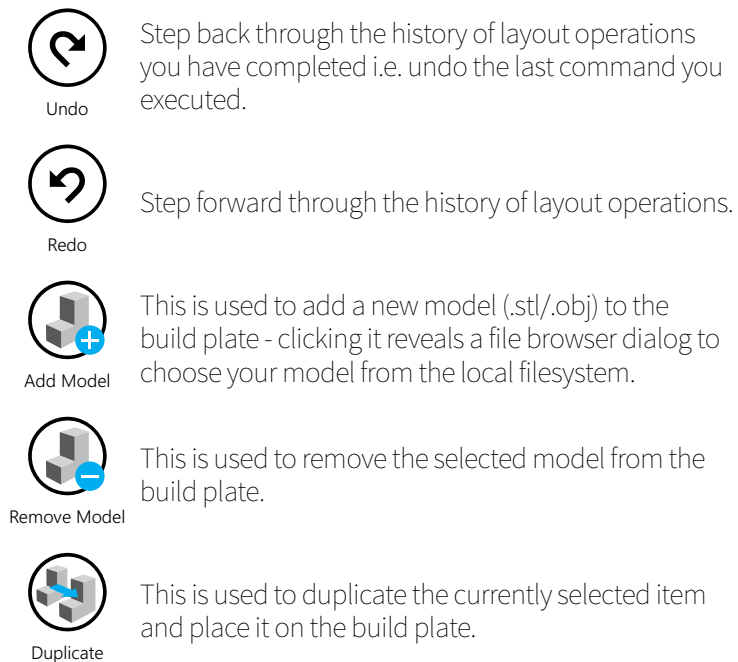 Step back through the history of layout operations
you have completed i.e. undo the last command you
executed.
Undo
Step forward through the history of layout operations.
Redo
This is used to add a new model (.stl/.obj) to the
build plate - clicking it reveals a file browser dialog to
choose your model from the local filesystem.
Add Model
This is used to remove the selected model from the
build plate.
Remove Model
This is used to duplicate the currently selected item
and place it on the build plate.
Duplicate